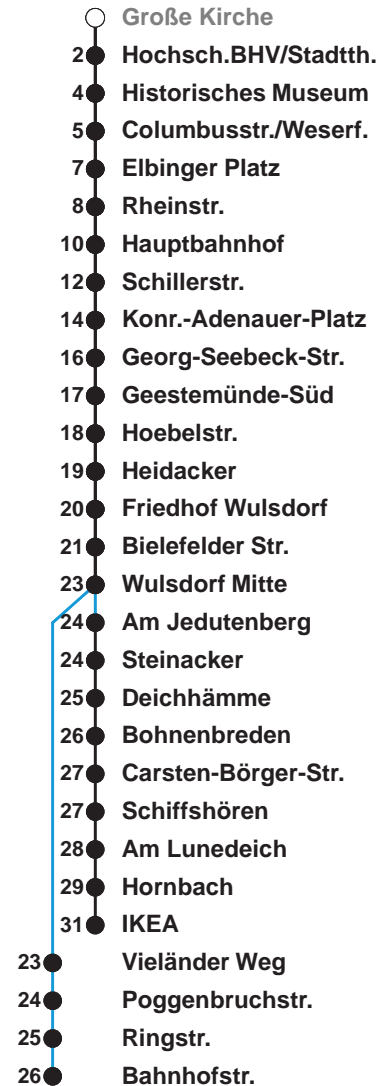 Große Kirche
2 Hochsch.BHV/Stadtth.
4 Historisches Museum
5 Columbusstr./Weserf.
7 Elbinger Platz
8 Rheinstr.
10 Hauptbahnhof
12 Schillerstr.
14 Konr.-Adenauer-Platz
16 Georg-Seebeck-Str.
17 Geestemünde-Süd
18 Hoebelstr.
19 Heidacker
20 Friedhof Wulsdorf
21 Bielefelder Str.
23 Wulsdorf Mitte
24 Am Jedutenberg
24 Steinacker
25 Deichhämme
26 Bohnenbreden
27 Carsten-Börger-Str.
27 Schiffshören
28 Am Lunedeich
29 Hornbach
31 IKEA
23 Vieländer Weg
24 Poggenbruchstr.
25 Ringstr.
26 Bahnhofstr.